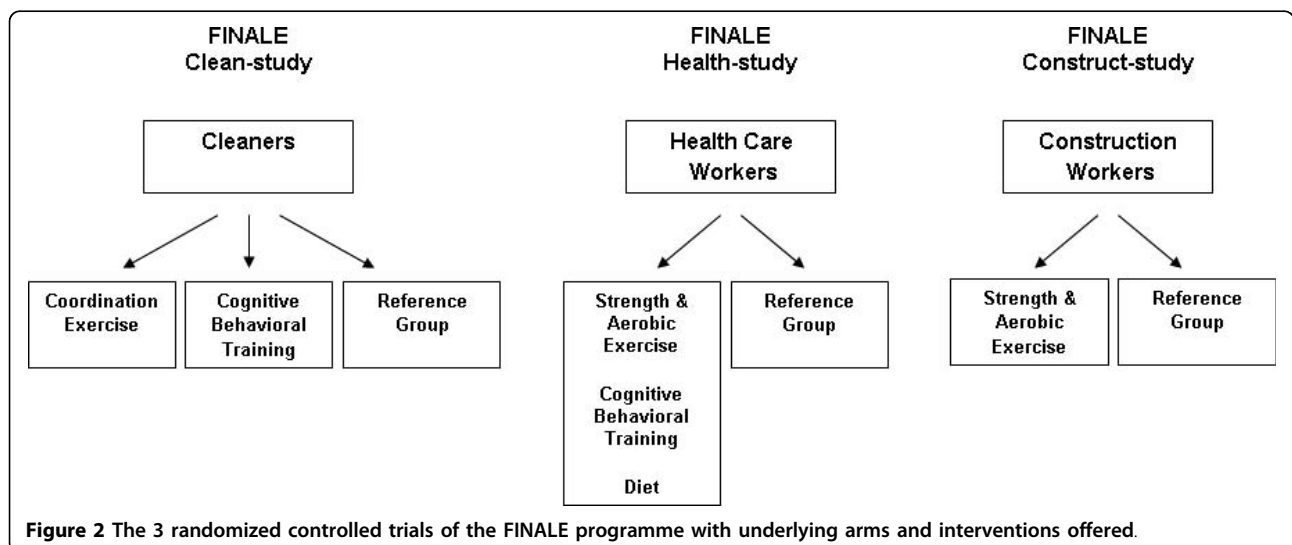 FINALE
Clean-study
Cleaners
Coordination
Exercise
Cognitive
Behavioral
Training
Reference
Group
FINALE
Health-study
Health Care
Workers
Strength &
Aerobic
Exercise
Cognitive
Behavioral
Training
Diet
Reference
Group
FINALE
Construct-study
Construction
Workers
Strength &
Aerobic
Exercise
Reference
Group
Figure 2 The 3 randomized controlled trials of the FINALE programme with underlying arms and interventions offered.